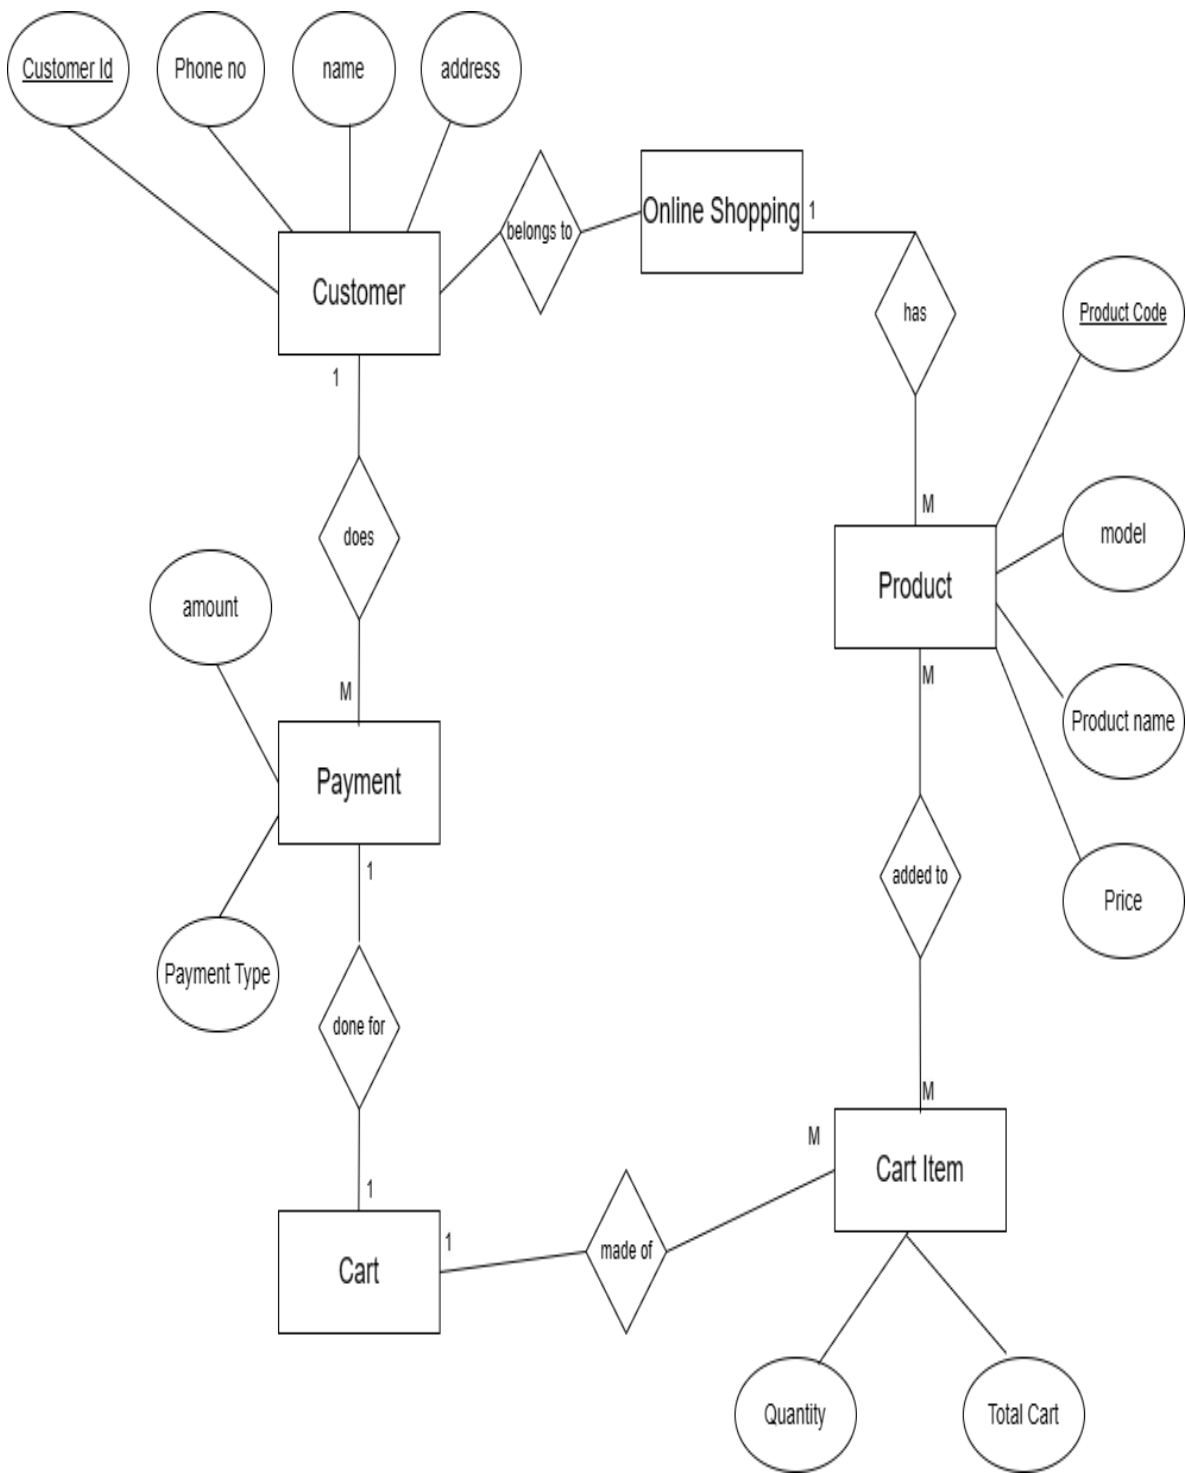 Customer Id
Phone no
name
address
belongs to
Online Shopping
1
Customer
has
Product Code
1
M
model
does
Product
amount
M
M
Product name
Payment
1
added to
Price
Payment Type
done for
M
M
1
Cart Item
1
made of
Cart
Quantity
Total Cart